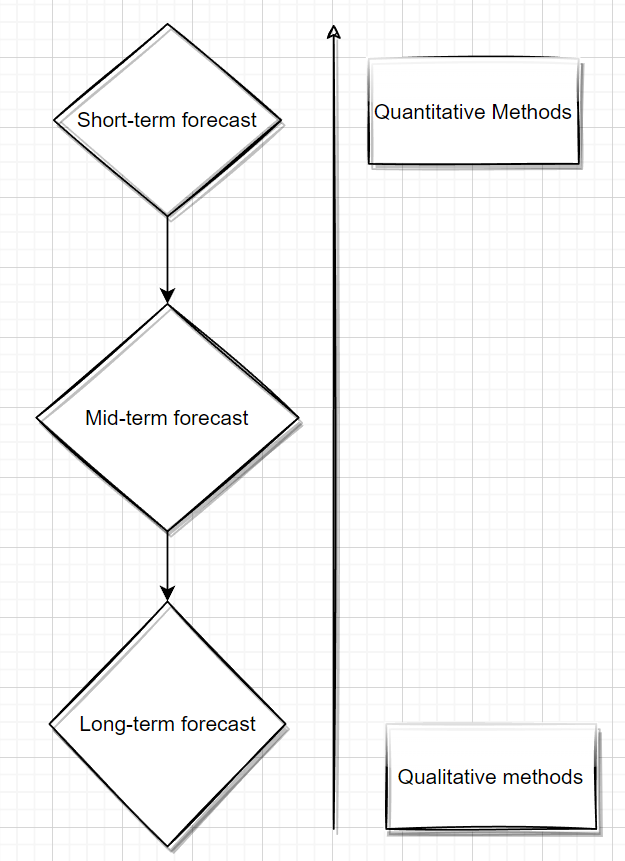 Short-term forecast
Quantitative Methods
Mid-term forecast
Long-term forecast
Qualitative methods